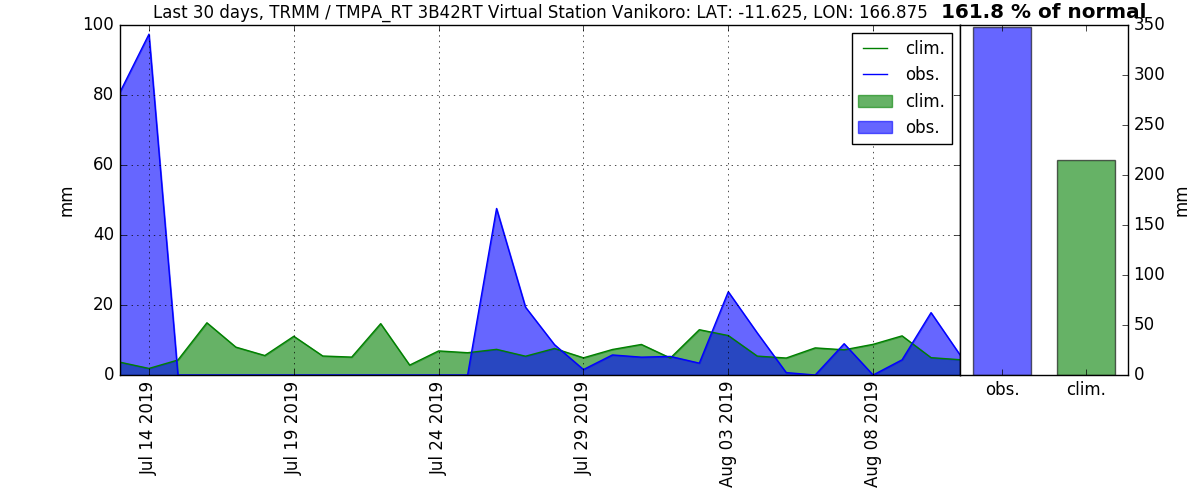 Last 30 days, TRMM / TMPA_RT 3B42RT Virtual Station Vanikoro: LAT: -11.625, LON: 166.875
161.8 % of normal
100
80
60
40
20
0
mm
clim.
obs.
clim.
obs.
350
300
250
200
150
100
50
0
mm
Jul 14 2019
Jul 19 2019
Jul 24 2019
Jul 29 2019
Aug 03 2019
Aug 08 2019
obs.
clim.